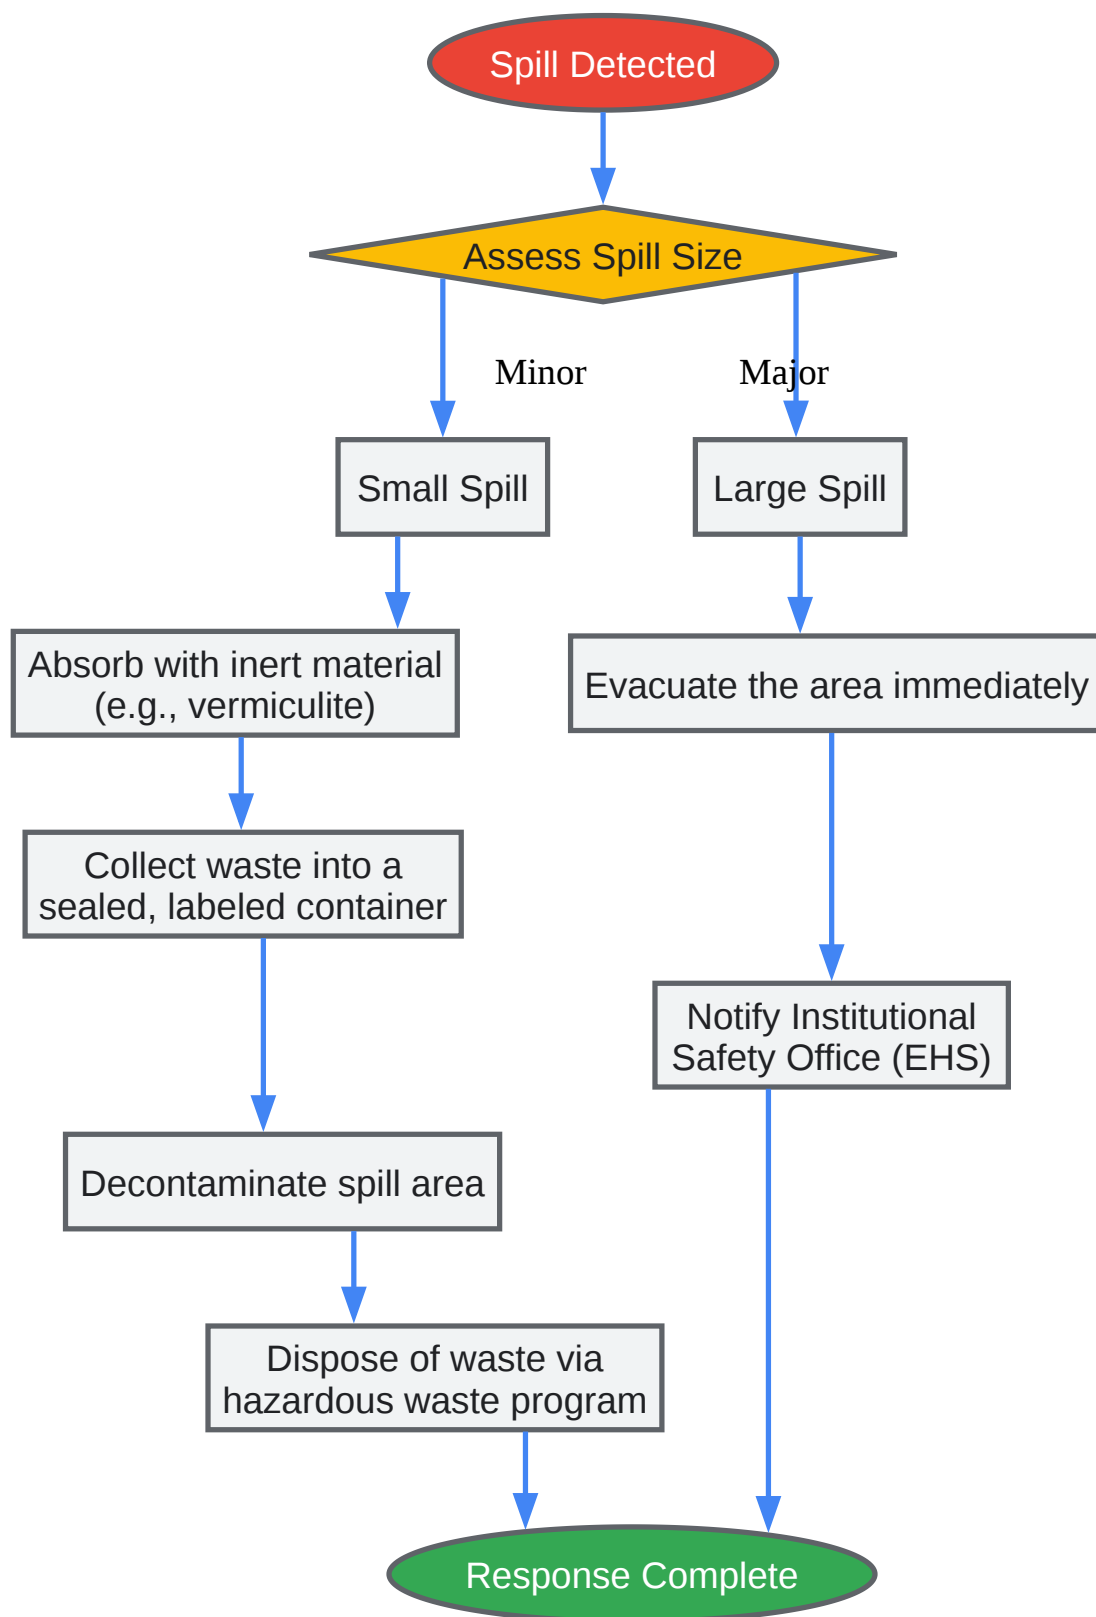 Spill Detected
Assess Spill Size
Minor
Major
Small Spill
Large Spill
Absorb with inert material
(e.g., vermiculite)
Evacuate the area immediately
Collect waste into a
sealed, labeled container
Notify Institutional
Safety Office (EHS)
Decontaminate spill area
Dispose of waste via
hazardous waste program
Response Complete